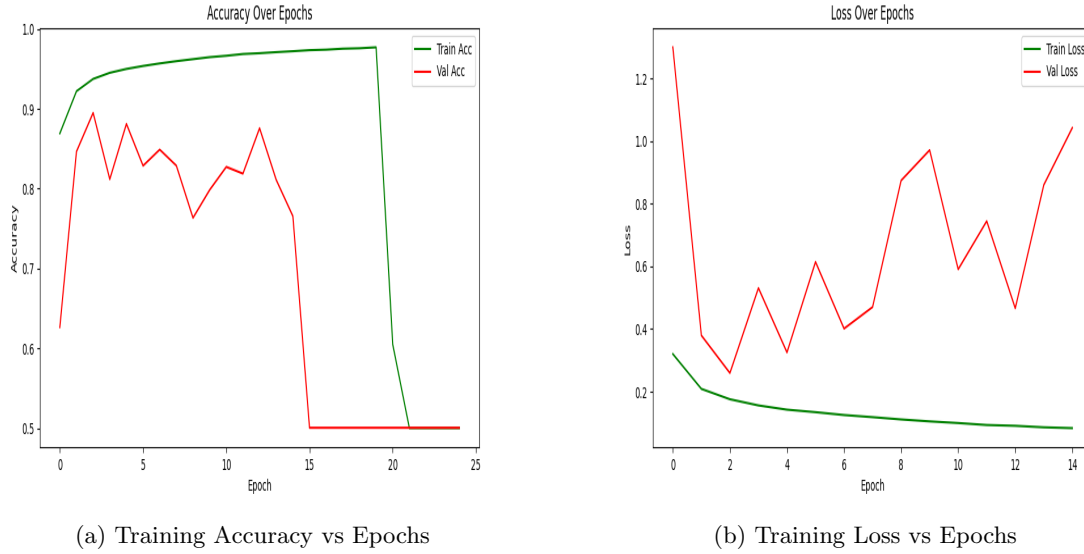 Accuracy Over Epochs
1.0
0.9
0.8
0.7
0.6
0.5
Accuracy
Train Acc
Val Acc
0 5 10 15 20 25
Epoch
(a) Training Accuracy vs Epochs
Loss Over Epochs
1.2
1.0
0.8
0.6
0.4
0.2
Loss
Train Loss
Val Loss
0 2 4 6 8 10 12 14
Epoch
(b) Training Loss vs Epochs